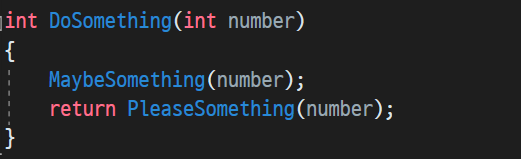 int DoSomething(int number)
{
    MaybeSomething(number);
    return PleaseSomething(number);
}